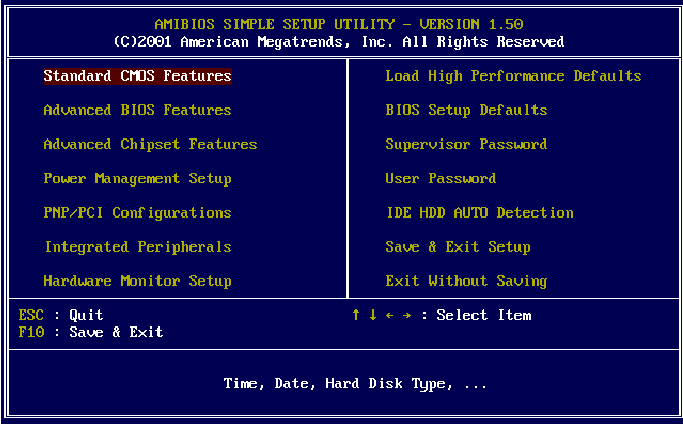 AMIBIOS SIMPLE SETUP UTILITY - VERSION 1.50
(C)2001 American Megatrends, Inc. All Rights Reserved
Standard CMOS Features
Advanced BIOS Features
Advanced Chipset Features
Power Management Setup
PNP/PCI Configurations
Integrated Peripherals
Hardware Monitor Setup
Load High Performance Defaults
BIOS Setup Defaults
Supervisor Password
User Password
IDE HDD AUTO Detection
Save & Exit Setup
Exit Without Saving
ESC : Quit
F10 : Save & Exit
↑ ↓ ← → : Select Item
Time, Date, Hard Disk Type, ...